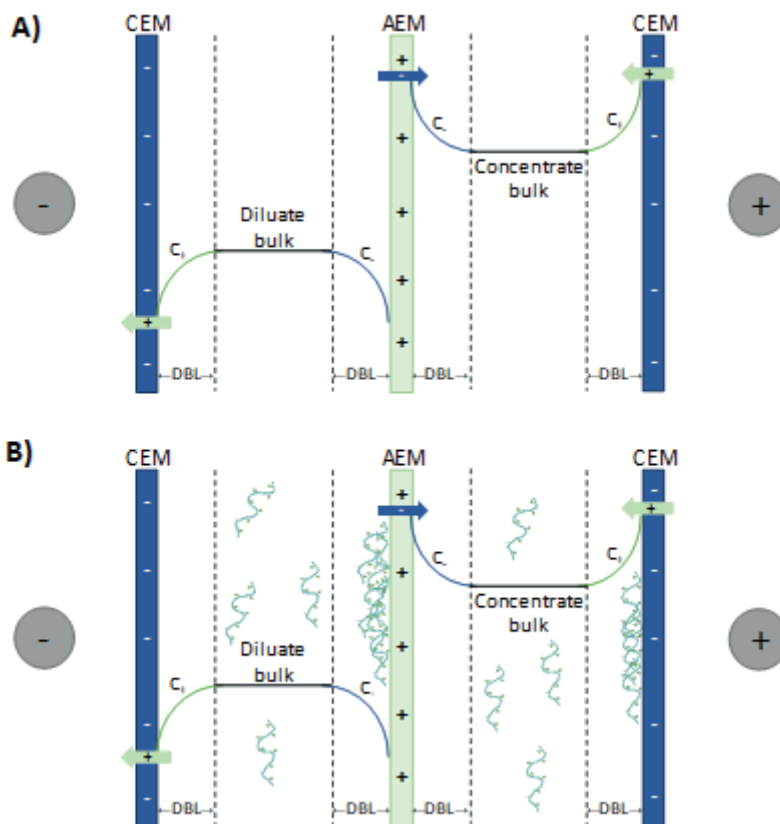 A)
CEM
AEM
CEM
-
+
-
+
-
+
C-
C+
Concentrate
bulk
-
+
-
-
+
-
-
+
Diluate
bulk
C+
C-
-
+
-
+
+
-
-
DBL
DBL
DBL
DBL
B)
CEM
AEM
CEM
-
+
-
+
-
+
C-
C+
Concentrate
bulk
-
+
-
-
+
-
-
+
Diluate
bulk
C+
C-
-
+
-
+
+
-
-
DBL
DBL
DBL
DBL